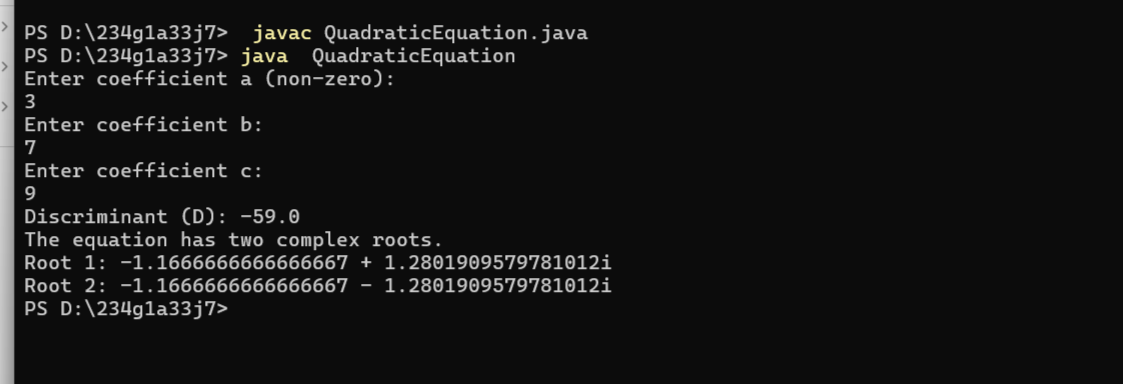 PS D:\234g1a33j7>  javac QuadraticEquation.java
PS D:\234g1a33j7> java  QuadraticEquation
Enter coefficient a (non-zero):
3
Enter coefficient b:
7
Enter coefficient c:
9
Discriminant (D): -59.0
The equation has two complex roots.
Root 1: -1.1666666666666667 + 1.2801909579781012i
Root 2: -1.1666666666666667 - 1.2801909579781012i
PS D:\234g1a33j7>